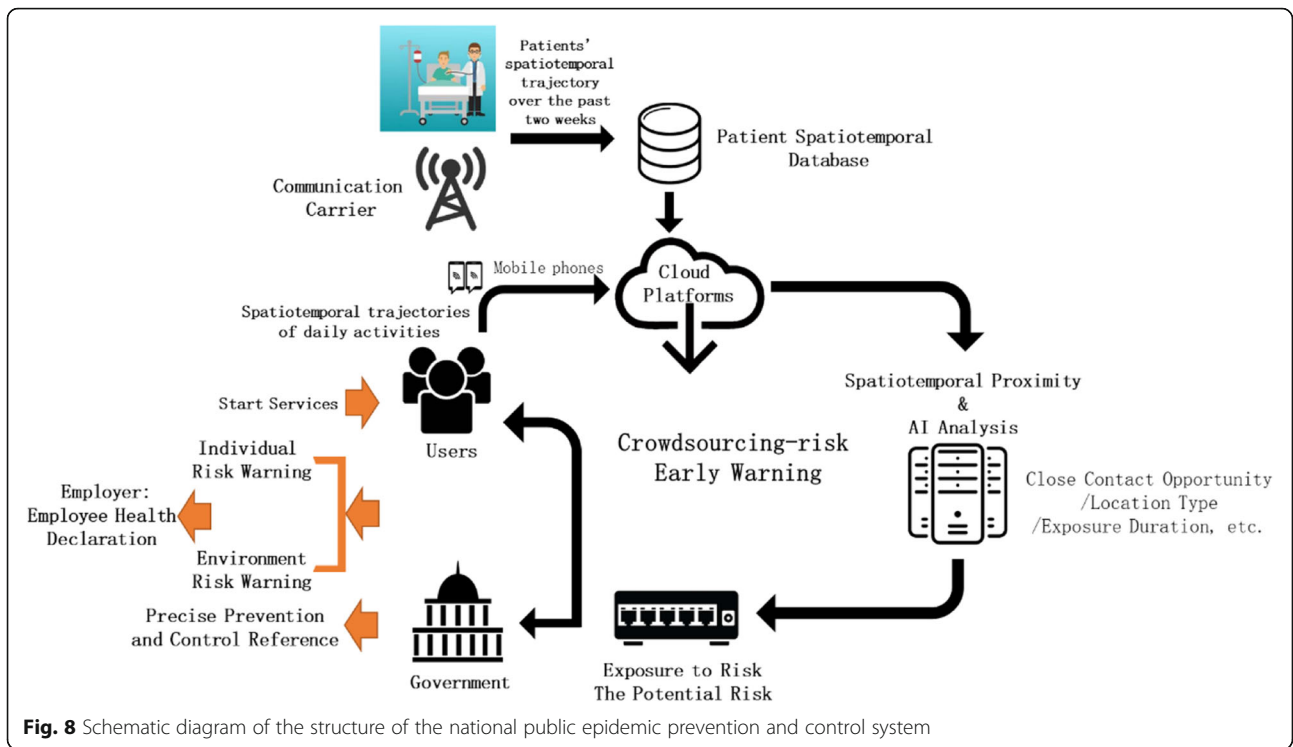 Patients'
spatiotemporal
trajectory
over the past
two weeks
Patient Spatiotemporal
Database
Communication
Carrier
Mobile phones
Cloud
Platforms
Spatiotemporal trajectories
of daily activities
Spatiotemporal Proximity
&
AI Analysis
Start Services
Users
Crowdsourcing-risk
Early Warning
Close Contact Opportunity
/Location Type
/Exposure Duration, etc.
Individual
Risk Warning
Employer:
Employee Health
Declaration
Environment
Risk Warning
Precise Prevention
and Control Reference
Government
Exposure to Risk
The Potential Risk
Fig. 8 Schematic diagram of the structure of the national public epidemic prevention and control system